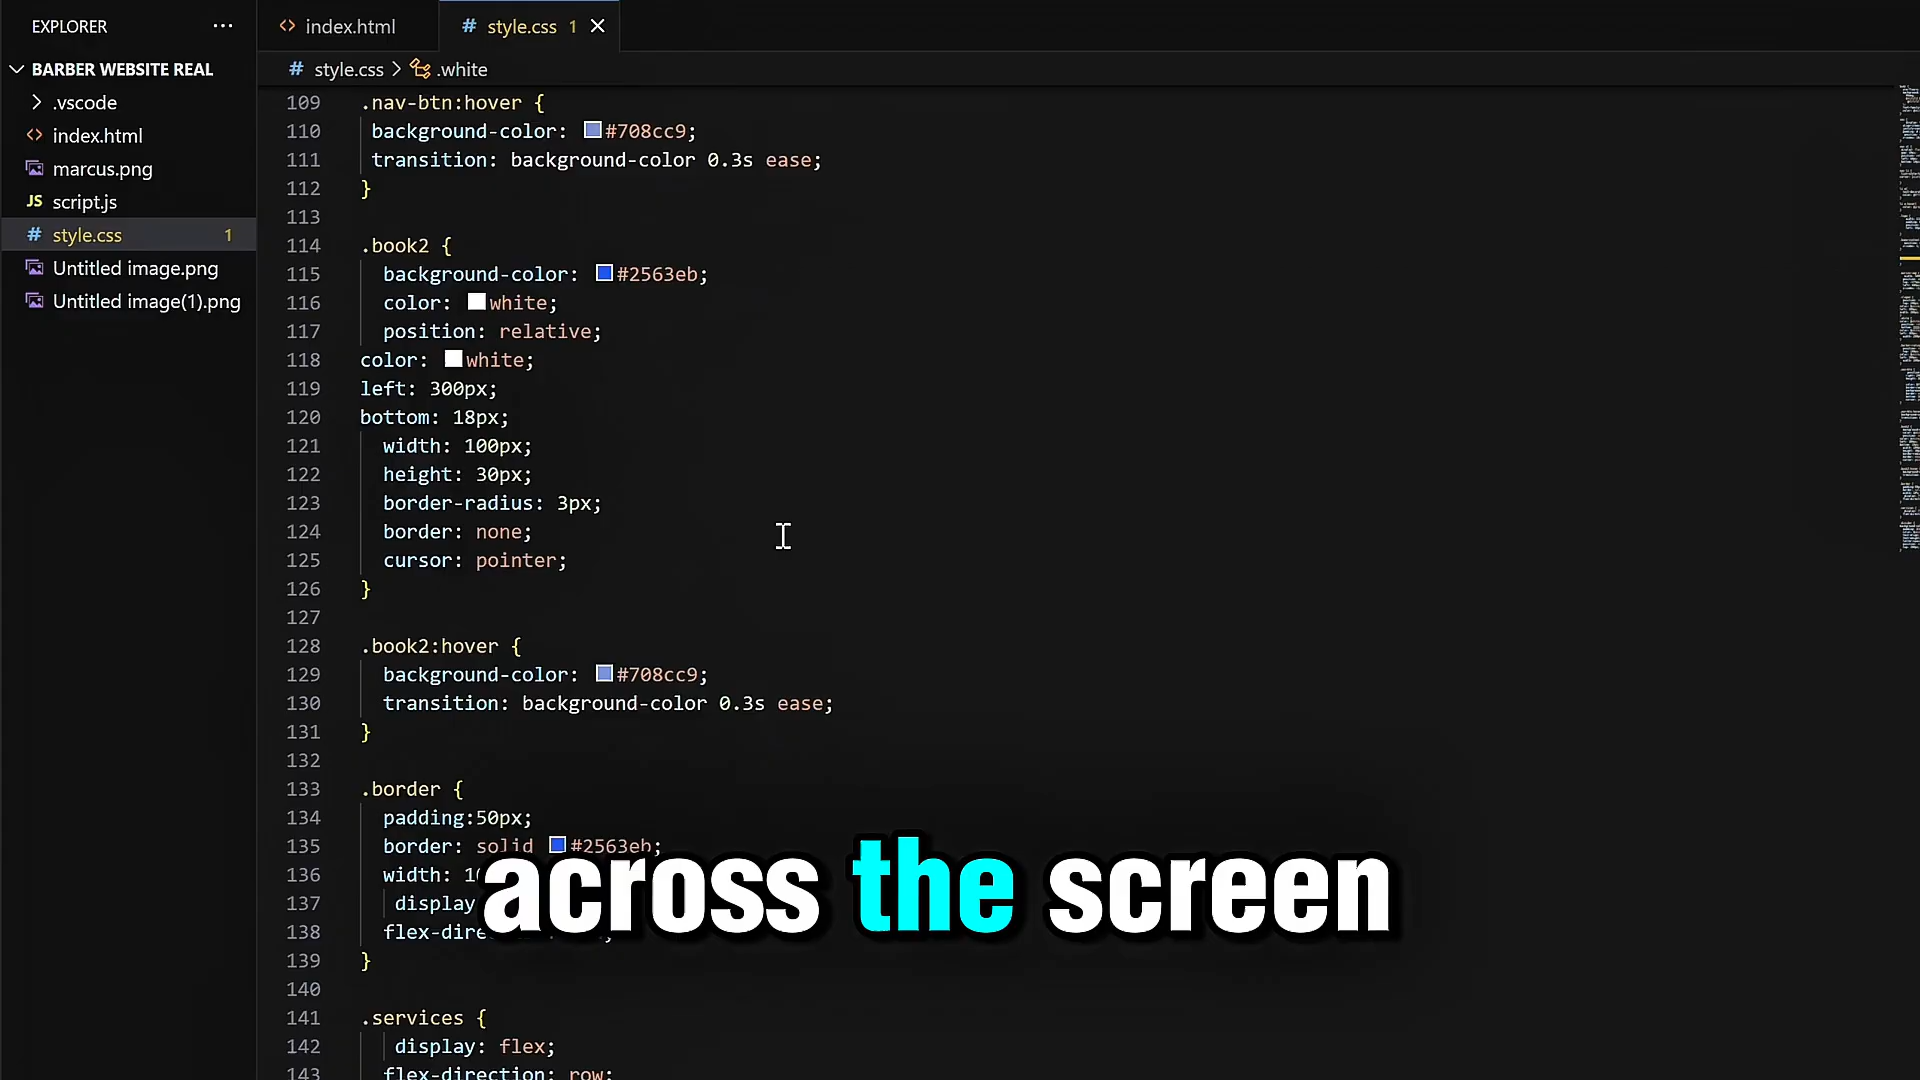 EXPLORER ...
index.html
# style.css 1
BARBER WEBSITE REAL
# style.css > .white
.vscode
index.html
marcus.png
JS script.js
# style.css 1
Untitled image.png
Untitled image(1).png
109 .nav-btn:hover {
110 background-color: #708cc9;
111 transition: background-color 0.3s ease;
112 }
113
114 .book2 {
115 background-color: #2563eb;
116 color: white;
117 position: relative;
118 color: white;
119 left: 300px;
120 bottom: 18px;
121 width: 100px;
122 height: 30px;
123 border-radius: 3px;
124 border: none;
125 cursor: pointer;
126 }
127
128 .book2:hover {
129 background-color: #708cc9;
130 transition: background-color 0.3s ease;
131 }
132
133 .border {
134 padding:50px;
135 border: solid #2563eb;
136 width:
137 display
138
139 }
140
141 .services {
142 display: flex;
143 flex-direction: row;
across the screen